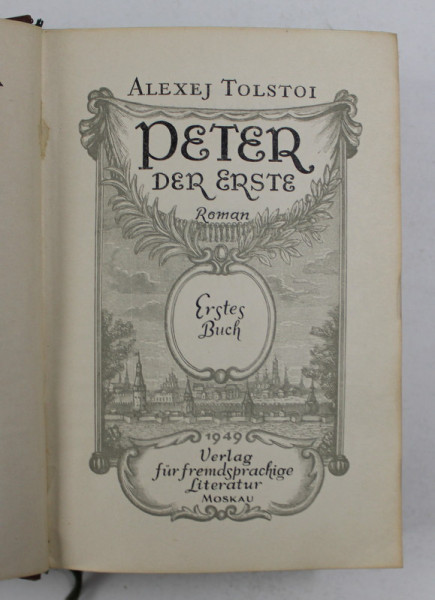 ALEXEJ TOLSTOI
PETER
DER ERSTE
Roman
Erstes
Buch
1949
Verlag
für fremdsprachige
Literatur
MOSKAU